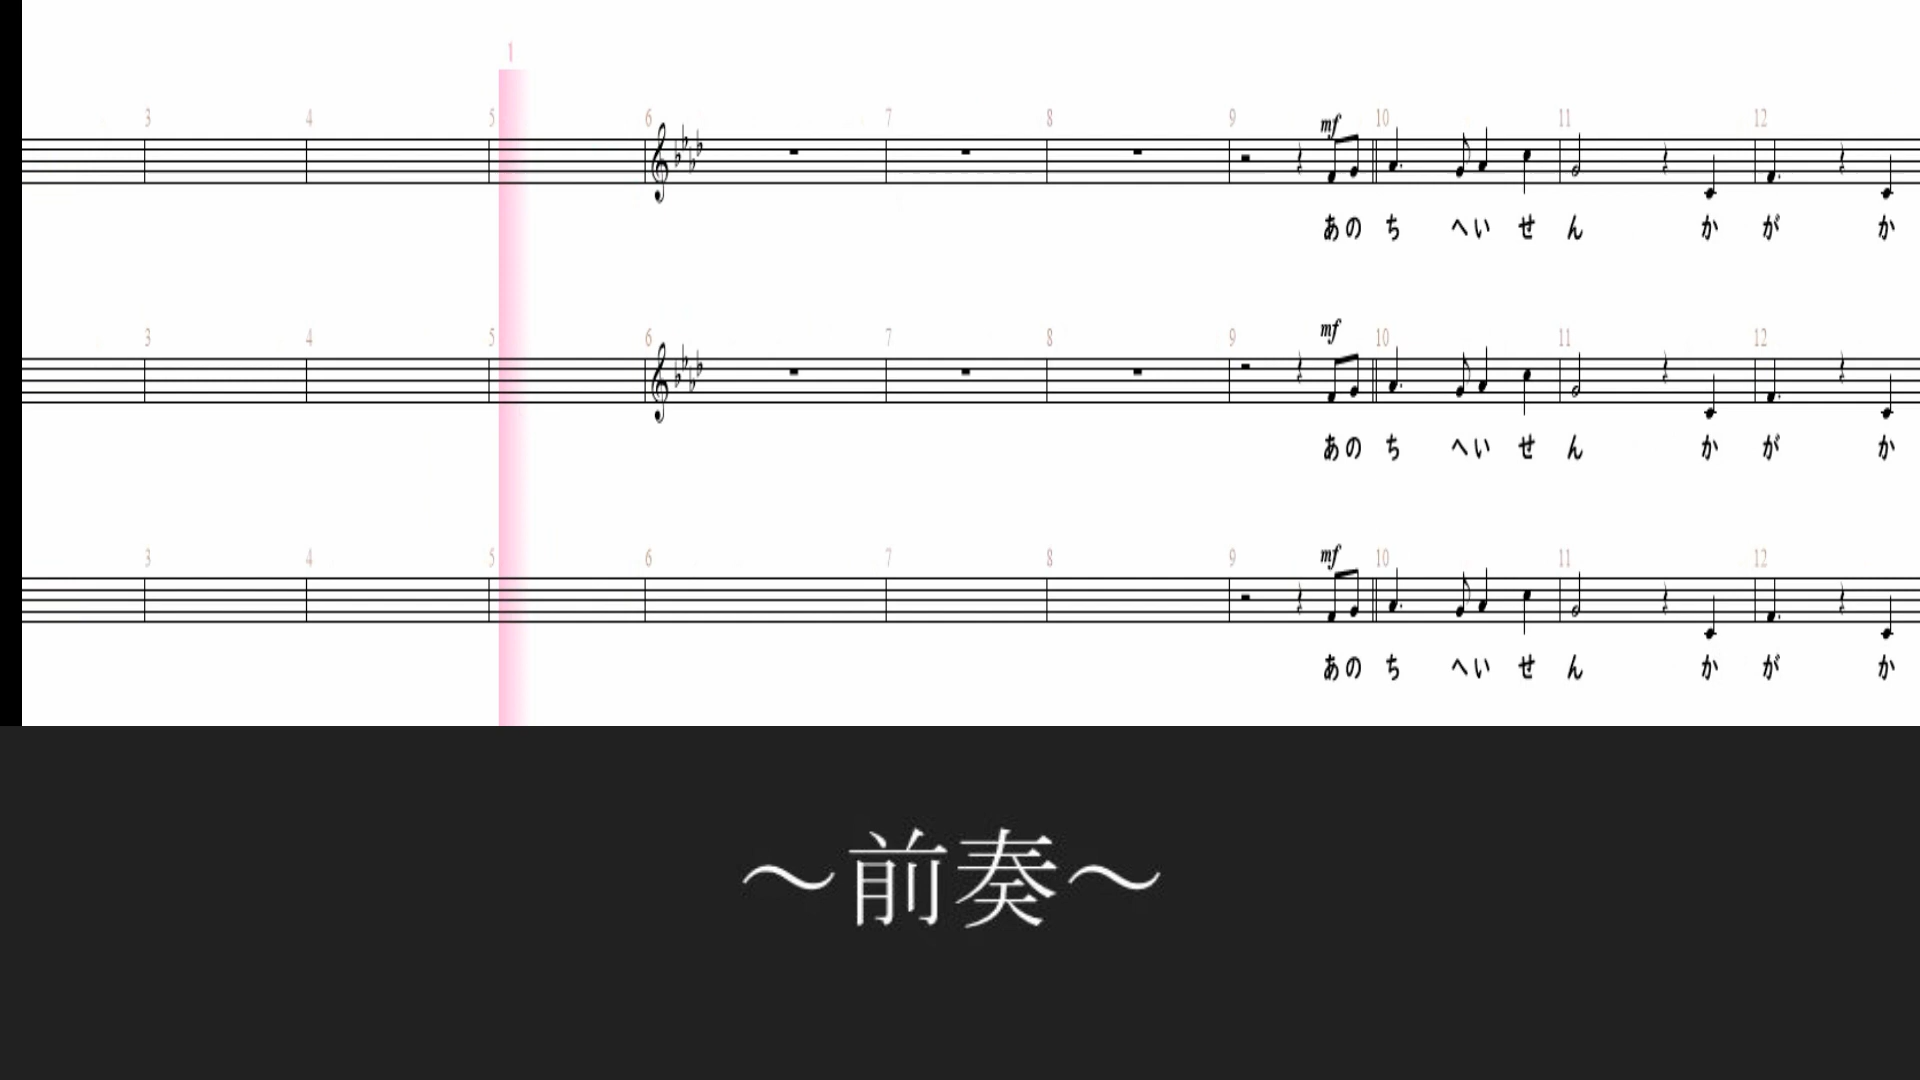 1
3 4 5 6 7 8 9 mf 10 11 12
あの ち へい せ ん か が か
3 4 5 6 7 8 9 mf 10 11 12
あの ち へい せ ん か が か
3 4 5 6 7 8 9 mf 10 11 12
あの ち へい せ ん か が か
〜前奏〜